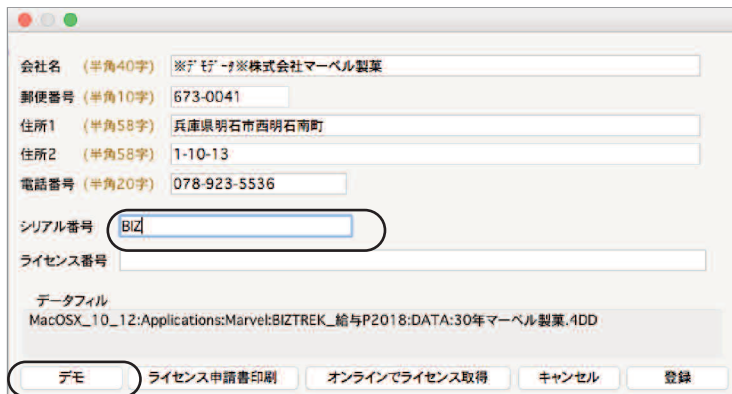 会社名 (半角40字) ※ﾃﾞﾓﾃﾞｰﾀ※株式会社マーベル製菓
郵便番号 (半角10字) 673-0041
住所1 (半角58字) 兵庫県明石市西明石南町
住所2 (半角58字) 1-10-13
電話番号 (半角20字) 078-923-5536
シリアル番号 BIZ
ライセンス番号
データフィル
MacOSX_10_12:Applications:Marvel:BIZTREK_給与P2018:DATA:30年マーベル製菓.4DD
デモ ライセンス申請書印刷 オンラインでライセンス取得 キャンセル 登録